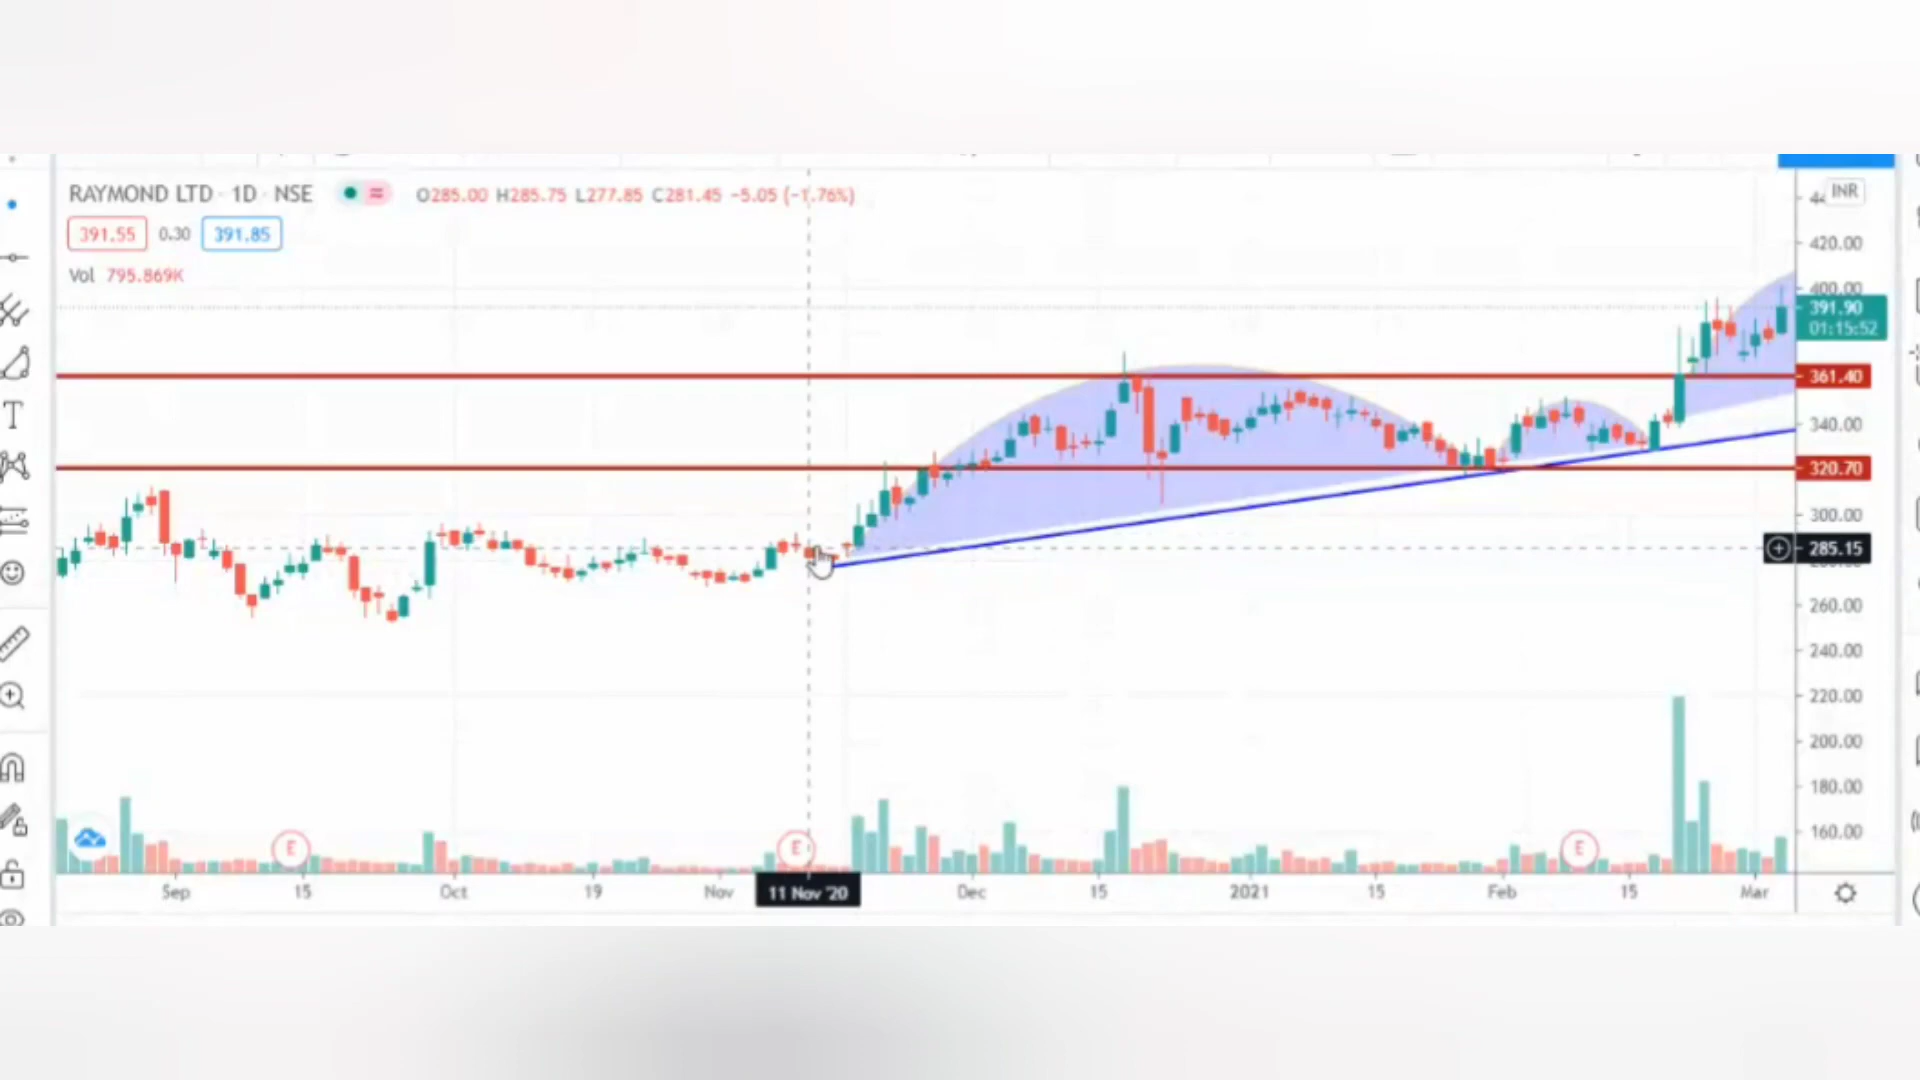 RAYMOND LTD · 1D · NSE O285.00 H285.75 L277.85 C281.45 −5.05 (−1.76%)
391.55 0.30 391.85
Vol 795.869K
INR
420.00
400.00
391.90
01:15:52
361.40
340.00
320.70
300.00
285.15
260.00
240.00
220.00
200.00
180.00
160.00
T
E E E
Sep 15 Oct 19 Nov 11 Nov '20 Dec 15 2021 15 Feb 15 Mar